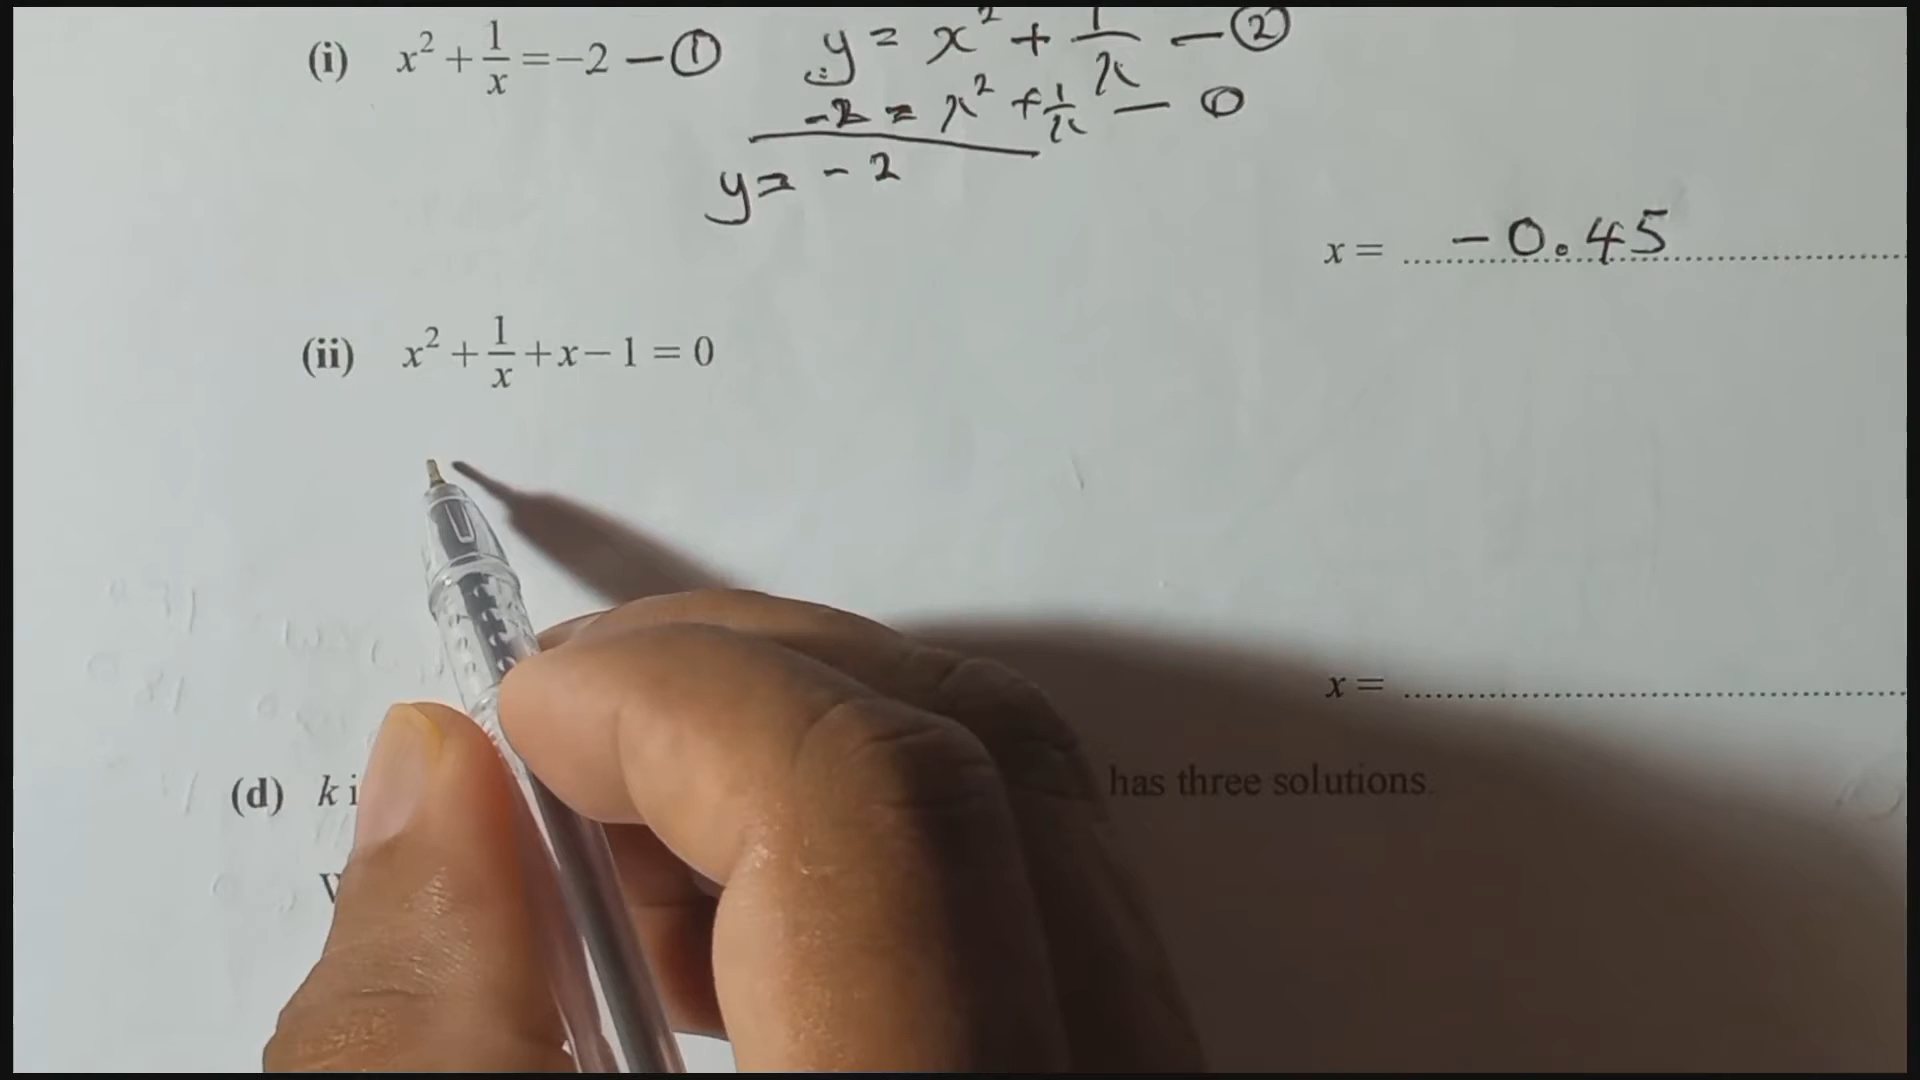 (i) x² + 1/x = -2 - ①
y = x² + 1/x - ②
-2 = x² + 1/x - ①
y = -2
x = -0.45
(ii) x² + 1/x + x - 1 = 0
x =
(d) k i has three solutions.